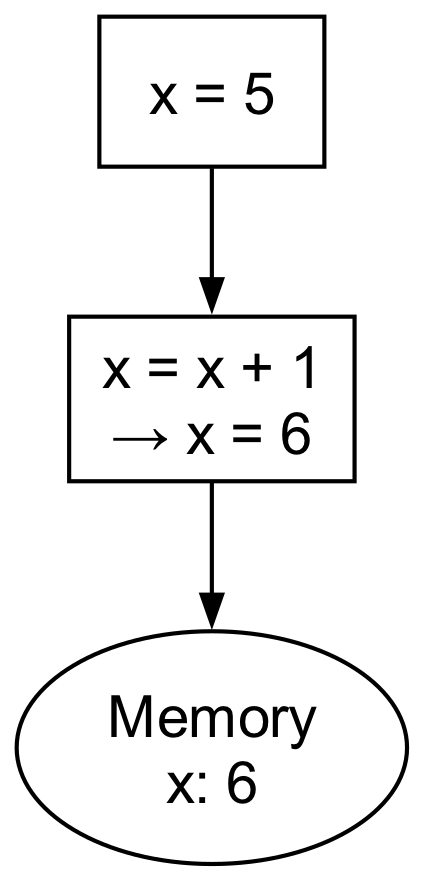 x = 5
x = x + 1
→ x = 6
Memory
x: 6